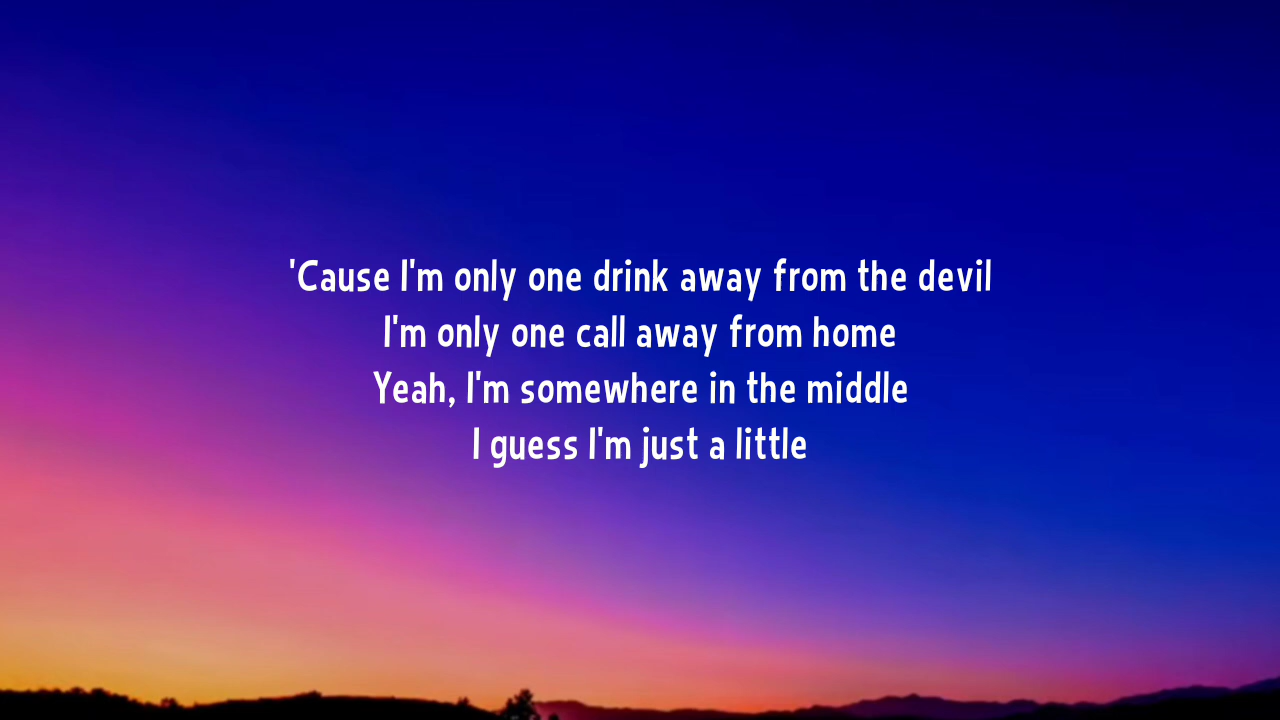 'Cause I'm only one drink away from the devil
I'm only one call away from home
Yeah, I'm somewhere in the middle
I guess I'm just a little